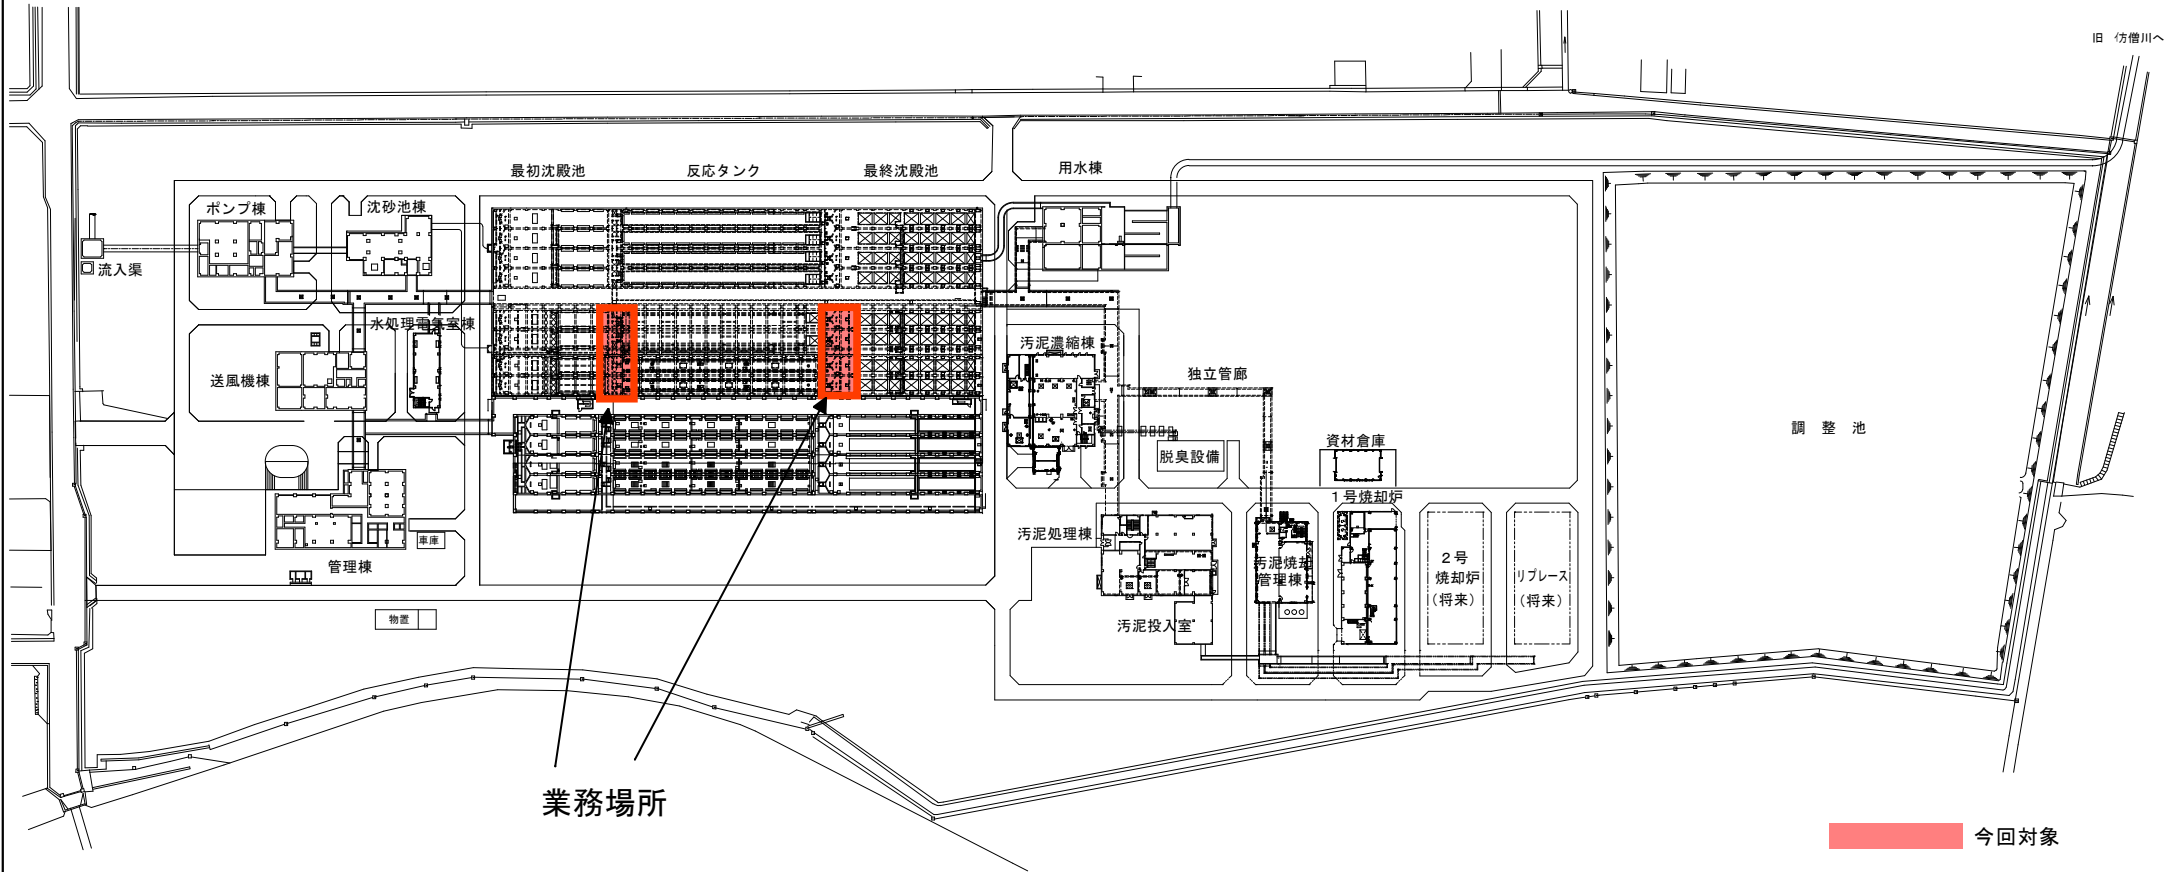 旧 仿僧川へ
最初沈殿池
反応タンク
最終沈殿池
用水棟
ポンプ棟
沈砂池棟
流入渠
水処理電気室棟
送風機棟
汚泥濃縮棟
独立管廊
調 整 池
資材倉庫
脱臭設備
1号焼却炉
汚泥処理棟
車庫
管理棟
汚泥焼却
管理棟
2号
焼却炉
(将来)
リプレース
(将来)
物置
汚泥投入室
業務場所
今回対象